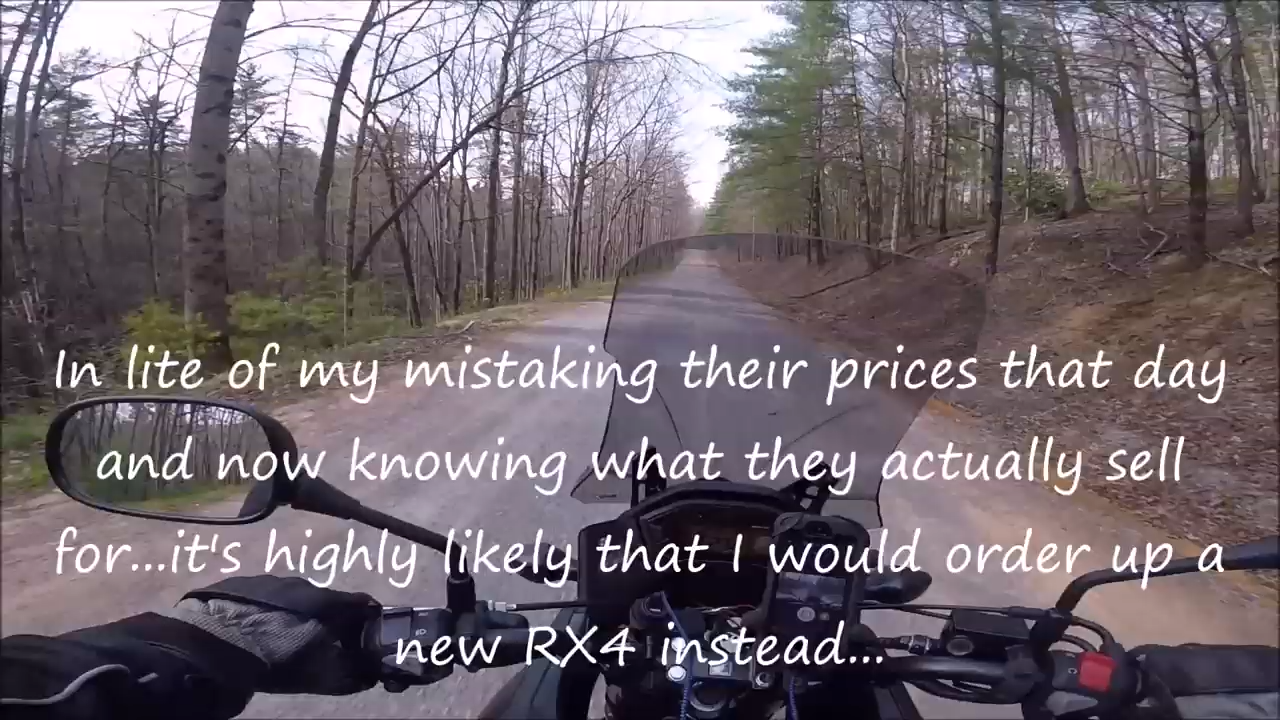 In lite of my mistaking their prices that day
and now knowing what they actually sell
for...it's highly likely that I would order up a
new RX4 instead...